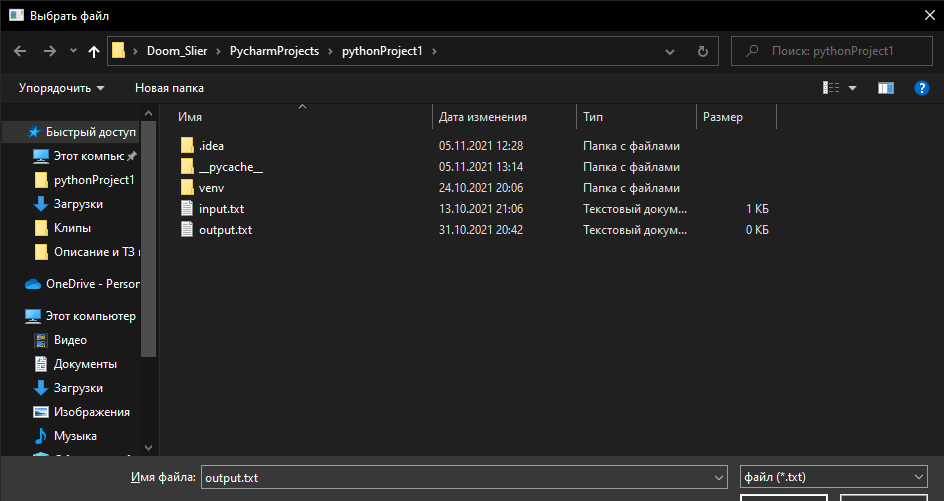 Выбрать файл
Doom_Slier › PycharmProjects › pythonProject1 ›
Поиск: pythonProject1
Упорядочить Новая папка
Имя Дата изменения Тип Размер
Быстрый доступ
Этот компью
pythonProject1
Загрузки
Клипы
Описание и ТЗ
OneDrive - Person
Этот компьютер
Видео
Документы
Загрузки
Изображения
Музыка
.idea 05.11.2021 12:28 Папка с файлами
__pycache__ 05.11.2021 13:14 Папка с файлами
venv 24.10.2021 20:06 Папка с файлами
input.txt 13.10.2021 21:06 Текстовый докум... 1 КБ
output.txt 31.10.2021 20:42 Текстовый докум... 0 КБ
Имя файла: output.txt файл (*.txt)